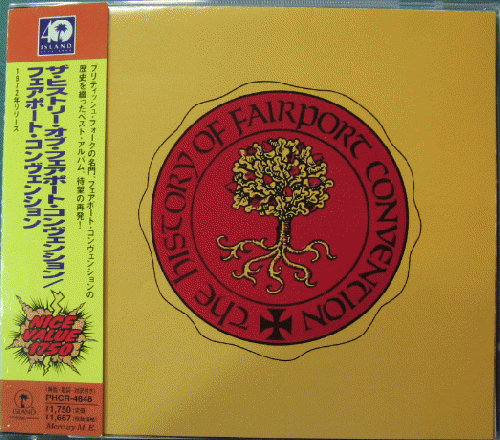 40
ISLAND
ザ・ヒストリー・オブ・フェアポート・コンヴェンション/
フェアポート・コンヴェンション
1972年リリース
ブリティッシュ・フォークの名門、フェアポート・コンヴェンションの
歴史を綴ったベスト・アルバム、待望の再発!
NICE
VALUE
¥1750
PHCR-4848
¥1,750
¥1,667
ISLAND
Mercury M.E.
the history OF FAIRPORT CONVENTION